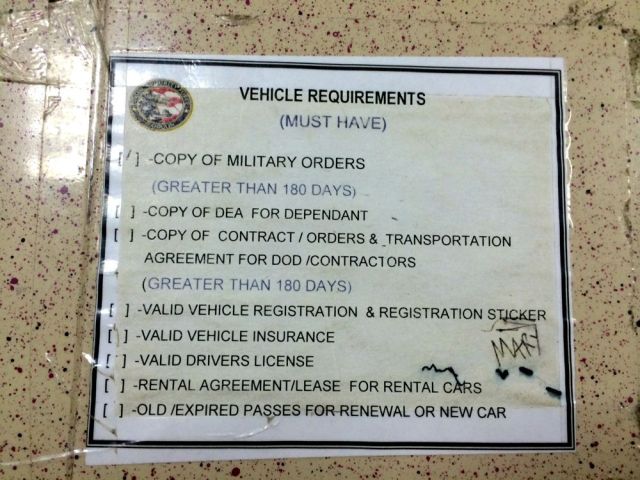 VEHICLE REQUIREMENTS
(MUST HAVE)
[/] -COPY OF MILITARY ORDERS
(GREATER THAN 180 DAYS)
[ ] -COPY OF DEA FOR DEPENDANT
[ ] -COPY OF CONTRACT / ORDERS & TRANSPORTATION
AGREEMENT FOR DOD /CONTRACTORS
(GREATER THAN 180 DAYS)
[ ] -VALID VEHICLE REGISTRATION & REGISTRATION STICKER
[ ] -VALID VEHICLE INSURANCE
[ ] -VALID DRIVERS LICENSE
[ ] -RENTAL AGREEMENT/LEASE FOR RENTAL CARS
[ ] -OLD /EXPIRED PASSES FOR RENEWAL OR NEW CAR